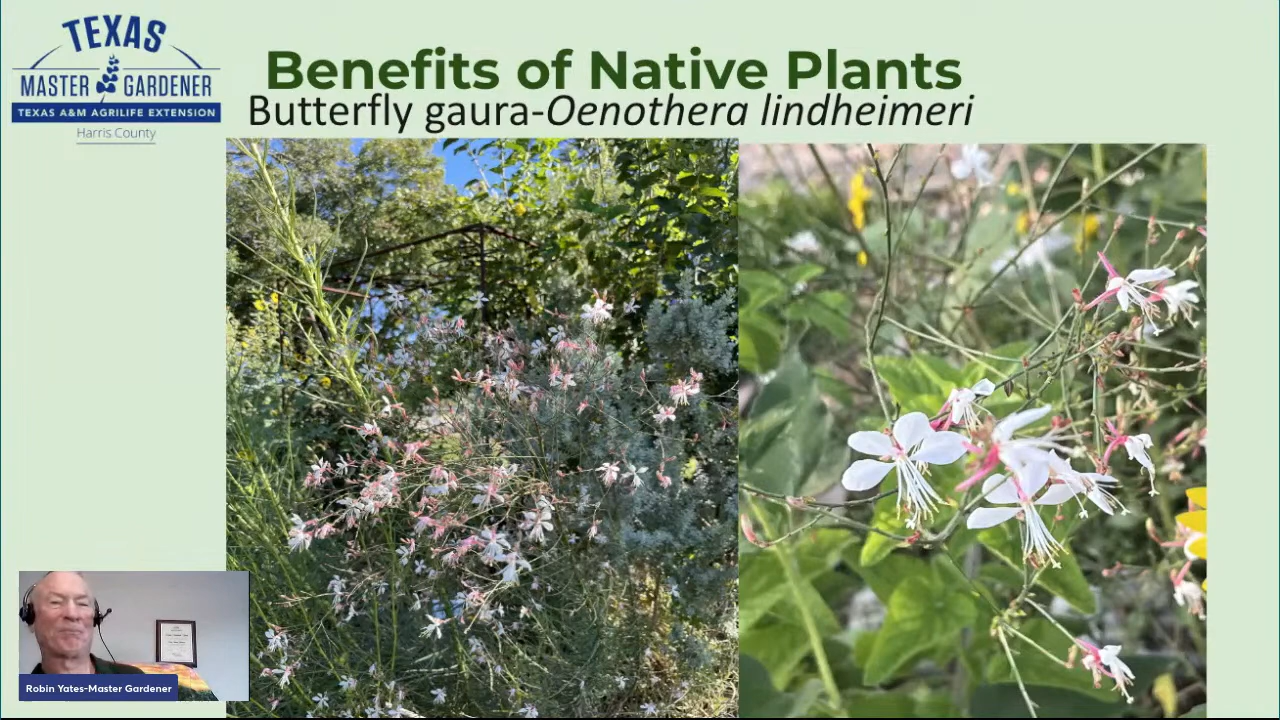 TEXAS
MASTER GARDENER
TEXAS A&M AGRILIFE EXTENSION
Harris County
Benefits of Native Plants
Butterfly gaura-Oenothera lindheimeri
Robin Yates-Master Gardener